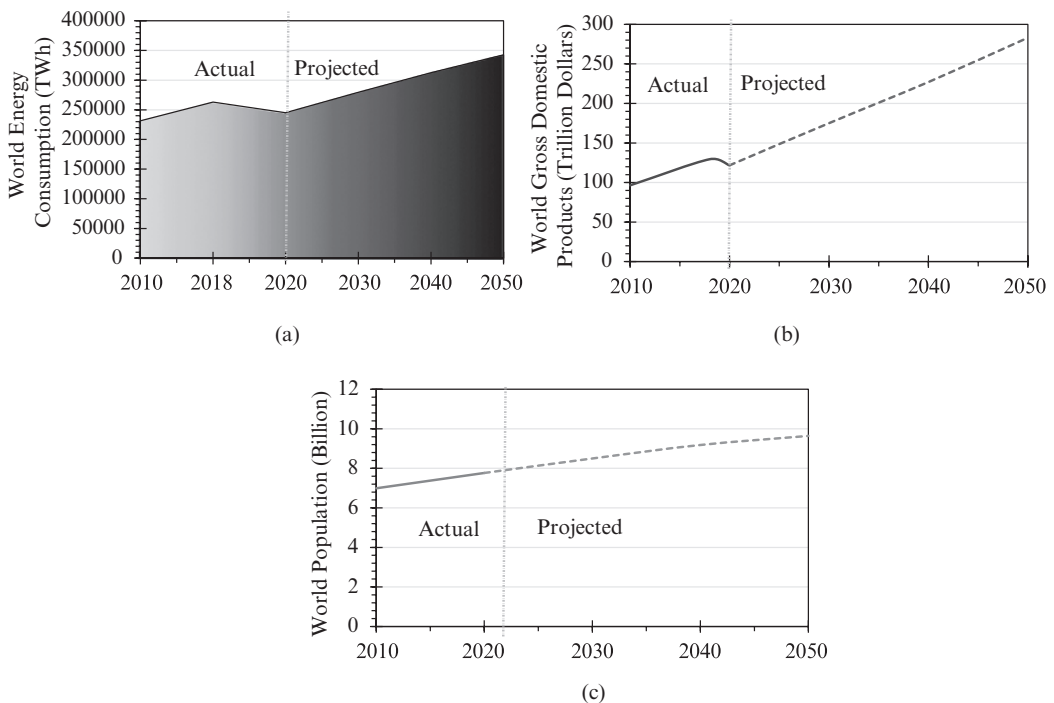 World Energy
Consumption (TWh)
400000
350000
300000
250000
200000
150000
100000
50000
0
Actual
Projected
2010 2018 2020 2030 2040 2050
(a)
World Gross Domestic
Products (Trillion Dollars)
300
250
200
150
100
50
0
Actual
Projected
2010 2020 2030 2040 2050
(b)
World Population (Billion)
12
10
8
6
4
2
0
Actual
Projected
2010 2020 2030 2040 2050
(c)